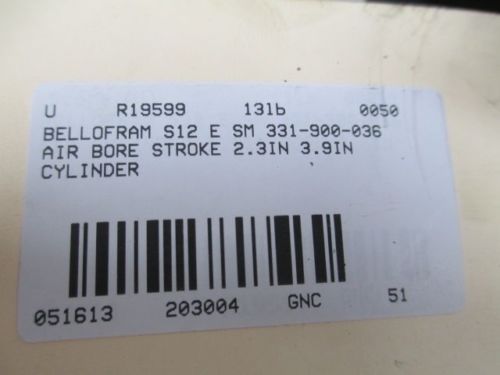 U R19599 13lb 0050
BELLOFRAM S12 E SM 331-900-036
AIR BORE STROKE 2.3IN 3.9IN
CYLINDER
051613 203004 GNC 51